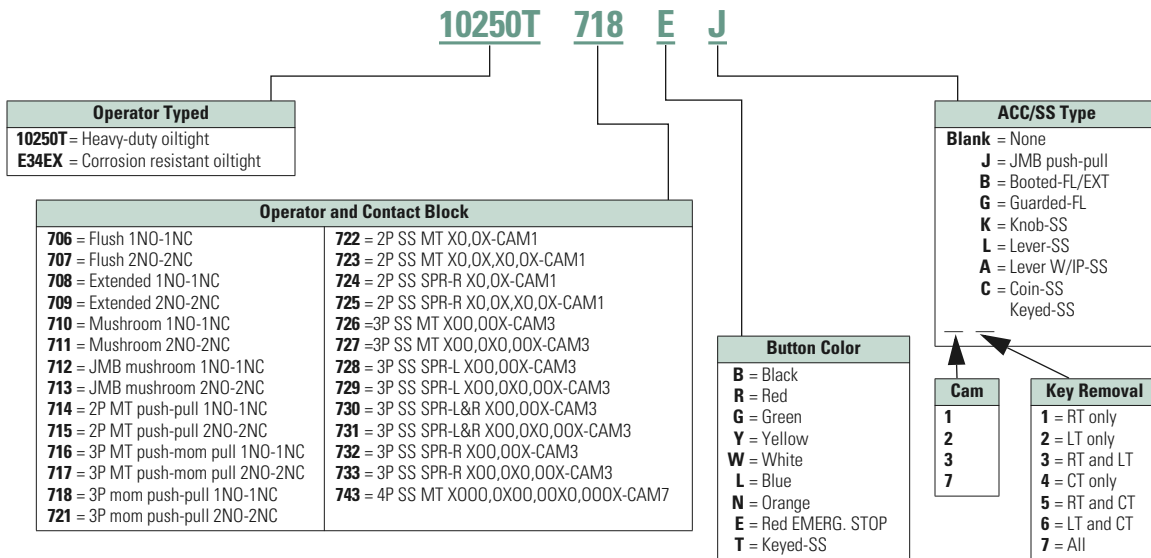 10250T 718 E J
Operator Typed
10250T = Heavy-duty oiltight
E34EX = Corrosion resistant oiltight
Operator and Contact Block
706 = Flush 1NO-1NC
707 = Flush 2NO-2NC
708 = Extended 1NO-1NC
709 = Extended 2NO-2NC
710 = Mushroom 1NO-1NC
711 = Mushroom 2NO-2NC
712 = JMB mushroom 1NO-1NC
713 = JMB mushroom 2NO-2NC
714 = 2P MT push-pull 1NO-1NC
715 = 2P MT push-pull 2NO-2NC
716 = 3P MT push-mom pull 1NO-1NC
717 = 3P MT push-mom pull 2NO-2NC
718 = 3P mom push-pull 1NO-1NC
721 = 3P mom push-pull 2NO-2NC
722 = 2P SS MT XO,OX-CAM1
723 = 2P SS MT XO,OX,XO,OX-CAM1
724 = 2P SS SPR-R XO,OX-CAM1
725 = 2P SS SPR-R XO,OX,XO,OX-CAM1
726 =3P SS MT XOO,OOX-CAM3
727 =3P SS MT XOO,OXO,OOX-CAM3
728 = 3P SS SPR-L XOO,OOX-CAM3
729 = 3P SS SPR-L XOO,OXO,OOX-CAM3
730 = 3P SS SPR-L&R XOO,OOX-CAM3
731 = 3P SS SPR-L&R XOO,OXO,OOX-CAM3
732 = 3P SS SPR-R XOO,OOX-CAM3
733 = 3P SS SPR-R XOO,OXO,OOX-CAM3
743 = 4P SS MT XOOO,OXOO,OOXO,OOOX-CAM7
Button Color
B = Black
R = Red
G = Green
Y = Yellow
W = White
L = Blue
N = Orange
E = Red EMERG. STOP
T = Keyed-SS
ACC/SS Type
Blank = None
J = JMB push-pull
B = Booted-FL/EXT
G = Guarded-FL
K = Knob-SS
L = Lever-SS
A = Lever W/IP-SS
C = Coin-SS
Keyed-SS
Cam
1
2
3
7
Key Removal
1 = RT only
2 = LT only
3 = RT and LT
4 = CT only
5 = RT and CT
6 = LT and CT
7 = All